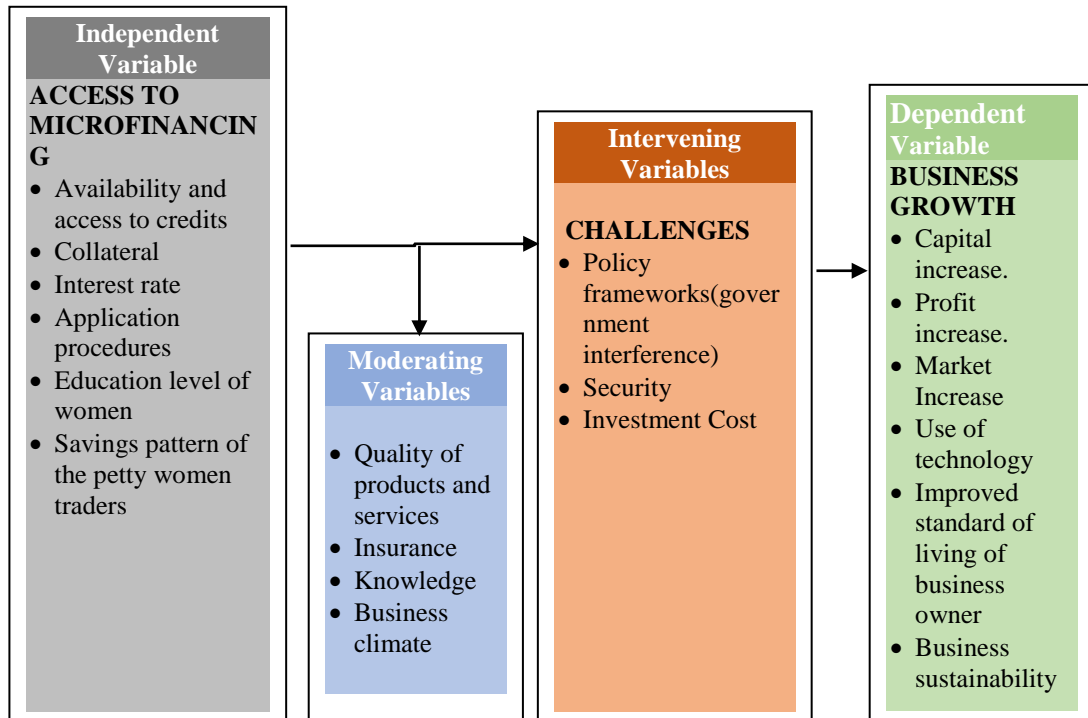 Independent
Variable
ACCESS TO
MICROFINANCIN
G
• Availability and
access to credits
• Collateral
• Interest rate
• Application
procedures
• Education level of
women
• Savings pattern of
the petty women
traders
Moderating
Variables
• Quality of
products and
services
• Insurance
• Knowledge
• Business
climate
Intervening
Variables
CHALLENGES
• Policy
frameworks(gover
nment
interference)
• Security
• Investment Cost
Dependent
Variable
BUSINESS
GROWTH
• Capital
increase.
• Profit
increase.
• Market
Increase
• Use of
technology
• Improved
standard of
living of
business
owner
• Business
sustainability